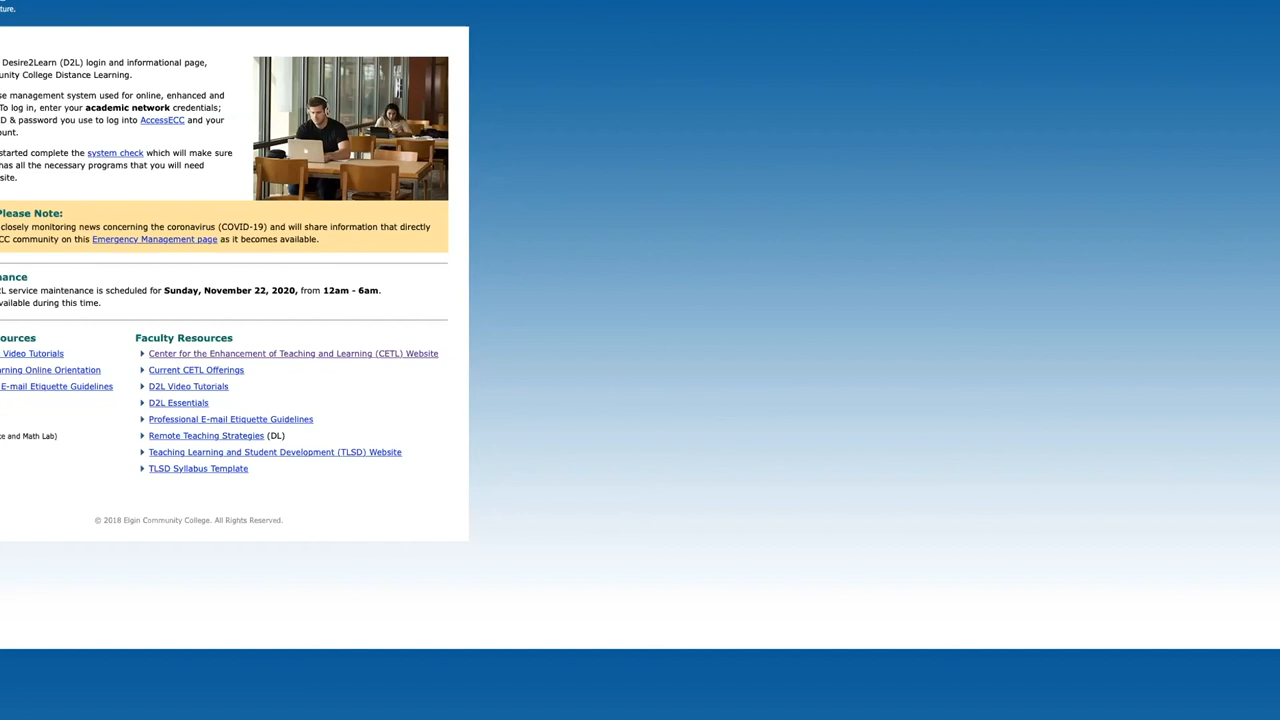 ture.
Desire2Learn (D2L) login and informational page,
unity College Distance Learning.
se management system used for online, enhanced and
To log in, enter your academic network credentials;
D & password you use to log into AccessECC and your
ount.
started complete the system check which will make sure
has all the necessary programs that you will need
site.
Please Note:
closely monitoring news concerning the coronavirus (COVID-19) and will share information that directly
CC community on this Emergency Management page as it becomes available.
nance
2L service maintenance is scheduled for Sunday, November 22, 2020, from 12am - 6am.
vailable during this time.
ources
Video Tutorials
arning Online Orientation
E-mail Etiquette Guidelines
ce and Math Lab)
Faculty Resources
Center for the Enhancement of Teaching and Learning (CETL) Website
Current CETL Offerings
D2L Video Tutorials
D2L Essentials
Professional E-mail Etiquette Guidelines
Remote Teaching Strategies (DL)
Teaching Learning and Student Development (TLSD) Website
TLSD Syllabus Template
© 2018 Elgin Community College. All Rights Reserved.